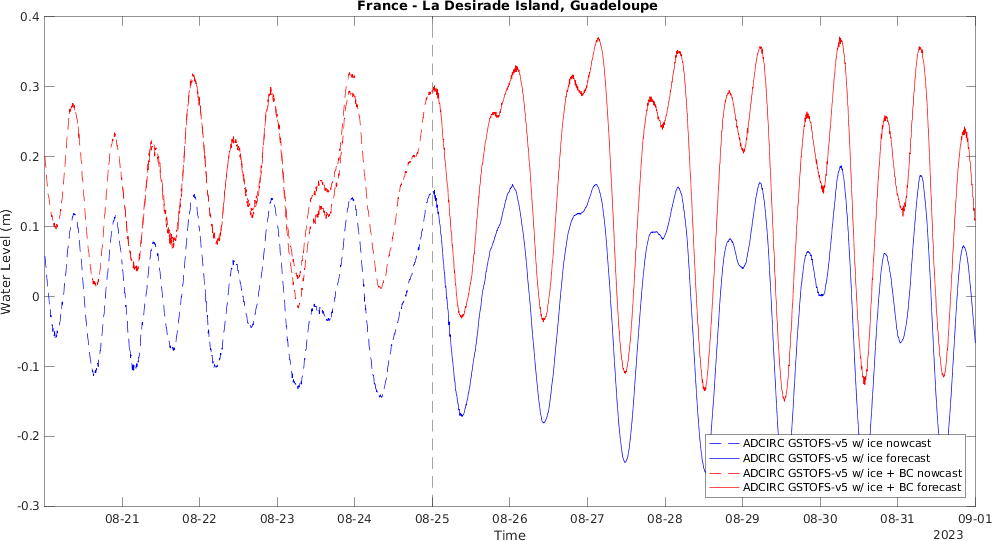 France - La Desirade Island, Guadeloupe
Water Level (m)
0.4
0.3
0.2
0.1
0
-0.1
-0.2
-0.3
ADCIRC GSTOFS-v5 w/ ice nowcast
ADCIRC GSTOFS-v5 w/ ice forecast
ADCIRC GSTOFS-v5 w/ ice + BC nowcast
ADCIRC GSTOFS-v5 w/ ice + BC forecast
08-21 08-22 08-23 08-24 08-25 08-26 08-27 08-28 08-29 08-30 08-31 09-01
Time
2023